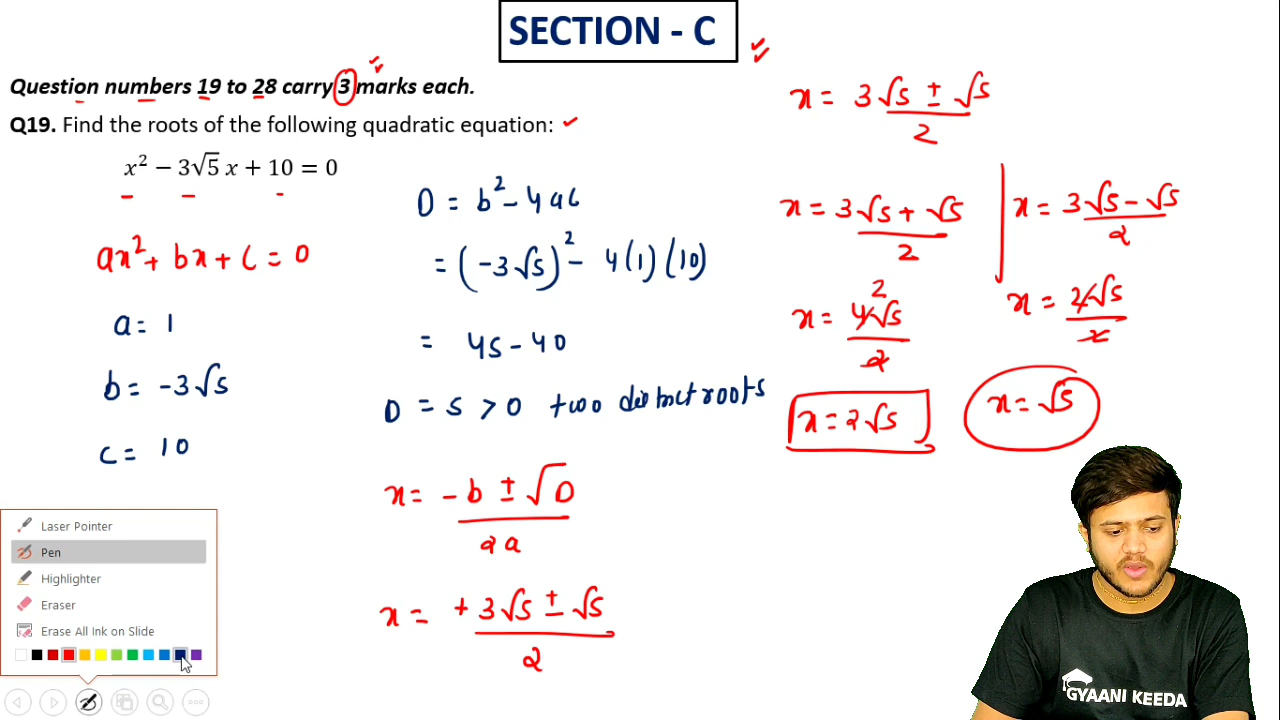 SECTION - C
Question numbers 19 to 28 carry 3 marks each.
Q19. Find the roots of the following quadratic equation:
x² − 3√5 x + 10 = 0
ax² + bx + c = 0
a = 1
b = -3√5
c = 10
D = b² - 4ac
= (-3√5)² - 4(1)(10)
= 45 - 40
D = 5 > 0 two distinct roots
x = -b ± √D
2a
x = +3√5 ± √5
2
x = 3√5 ± √5
2
x = 3√5 + √5
2
x = 4√5
2
2
x = 2√5
x = 3√5 - √5
2
x = 2√5
2
x = √5
Laser Pointer
Pen
Highlighter
Eraser
Erase All Ink on Slide
GYAANI KEEDA